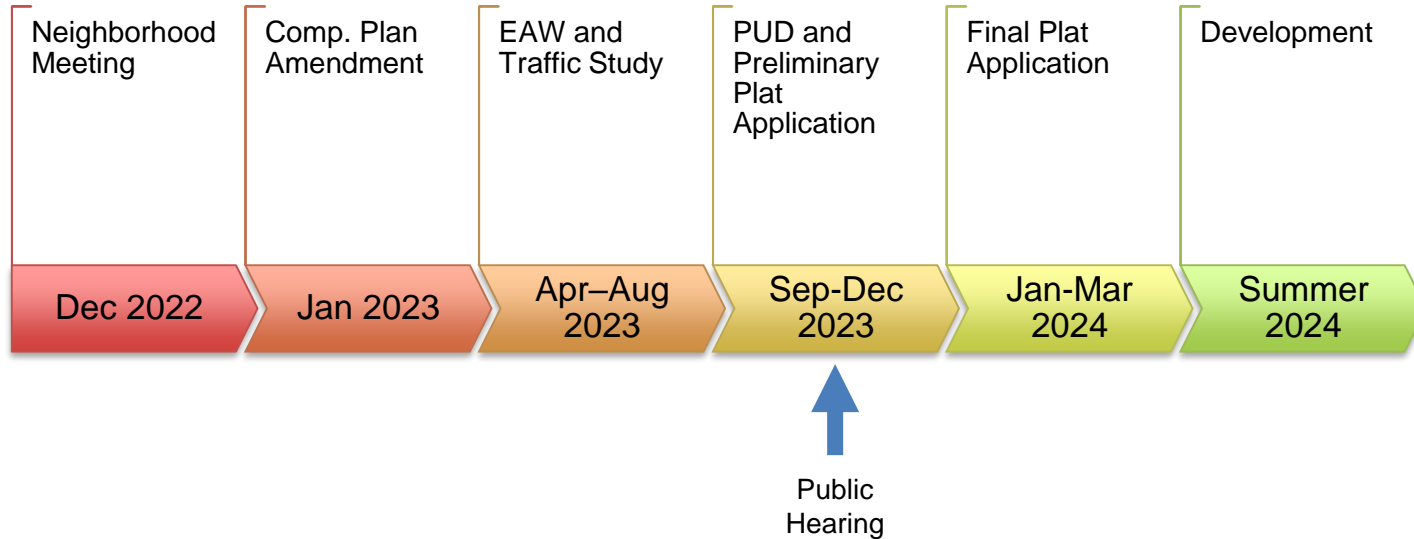 Neighborhood
Meeting
Comp. Plan
Amendment
EAW and
Traffic Study
PUD and
Preliminary
Plat
Application
Final Plat
Application
Development
Dec 2022
Jan 2023
Apr–Aug
2023
Sep-Dec
2023
Jan-Mar
2024
Summer
2024
Public
Hearing